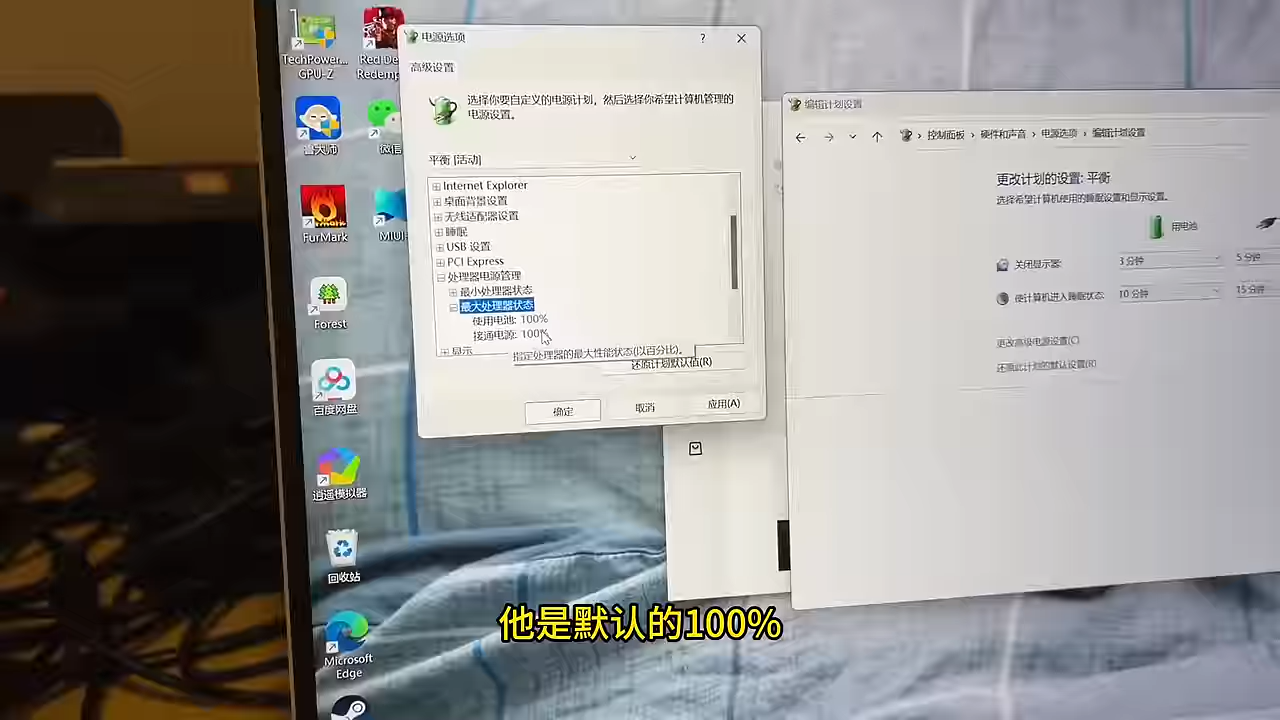 TechPower...
GPU-Z
Red De
Redemp
鲁大师
微信
FurMark
MIUI
Forest
百度网盘
逍遥模拟器
回收站
Microsoft
Edge
电源选项
?
高级设置
选择你要自定义的电源计划，然后选择你希望计算机管理的
电源设置。
平衡 [活动]
Internet Explorer
桌面背景设置
无线适配器设置
睡眠
USB 设置
PCI Express
处理器电源管理
最小处理器状态
最大处理器状态
使用电池: 100%
接通电源: 100%
显示
指定处理器的最大性能状态(以百分比)。
还原计划默认值(R)
确定
取消
应用(A)
编辑计划设置
控制面板 › 硬件和声音 › 电源选项 › 编辑计划设置
更改计划的设置: 平衡
选择希望计算机使用的睡眠设置和显示设置。
用电池
关闭显示器: 3 分钟 5 分钟
使计算机进入睡眠状态: 10 分钟 15 分钟
更改高级电源设置(C)
还原此计划的默认设置(R)
他是默认的100%